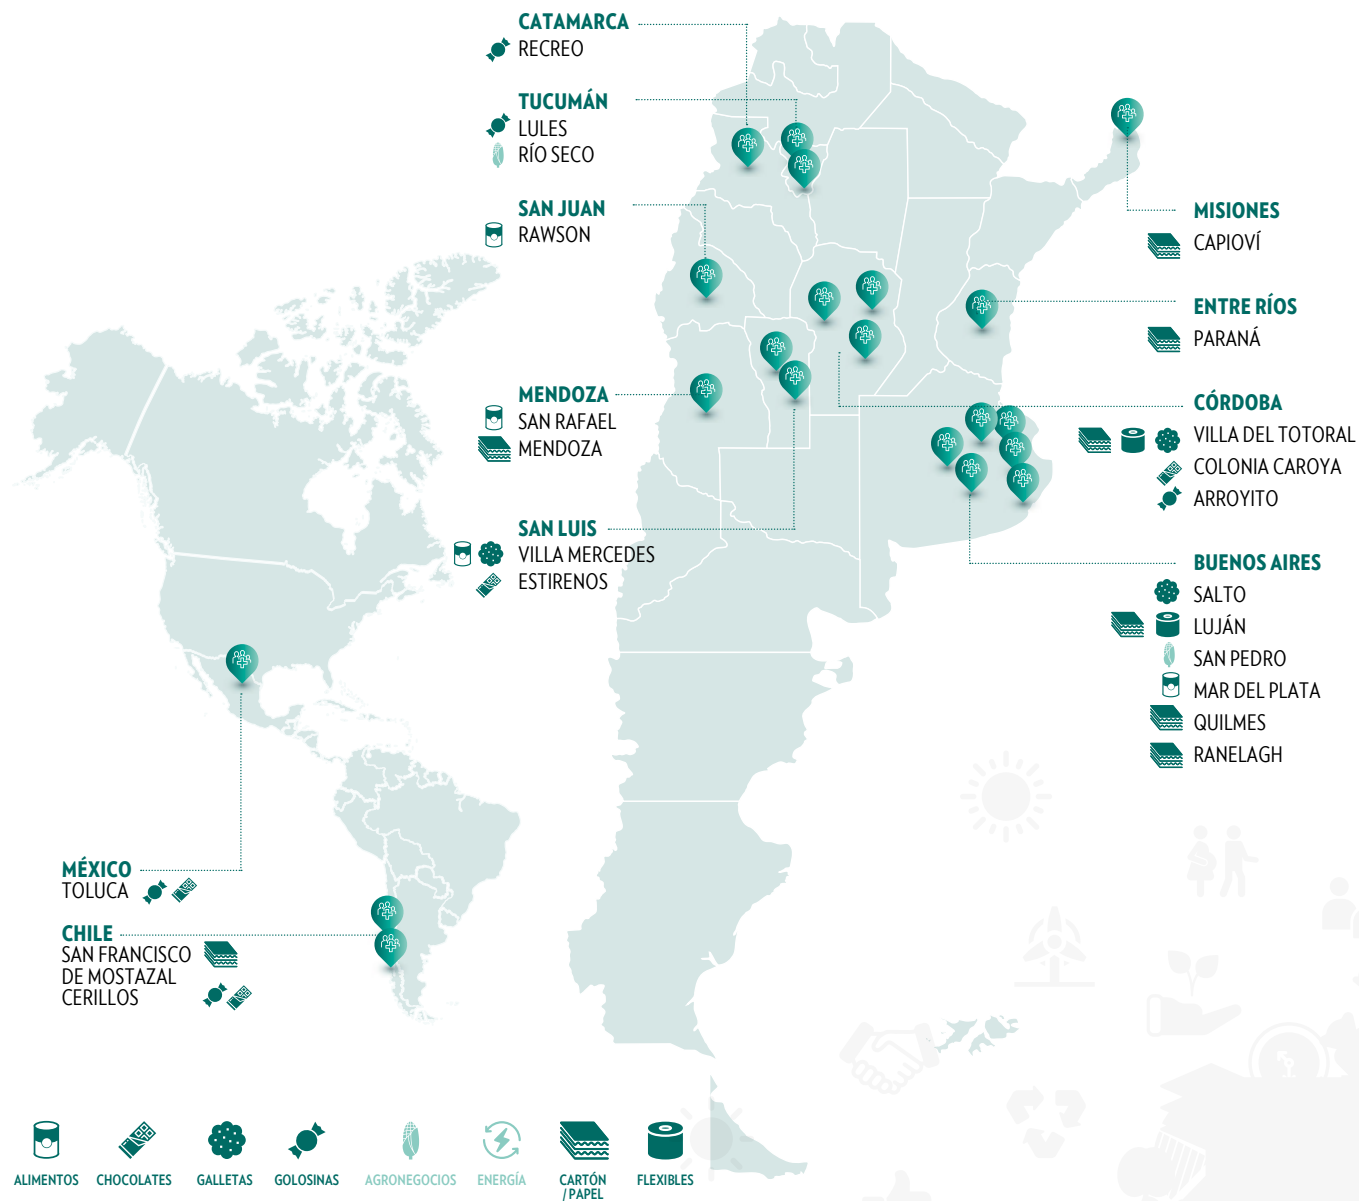 CATAMARCA
RECREO
TUCUMÁN
LULES
RÍO SECO
SAN JUAN
RAWSON
MENDOZA
SAN RAFAEL
MENDOZA
SAN LUIS
VILLA MERCEDES
ESTIRENOS
MISIONES
CAPIOVÍ
ENTRE RÍOS
PARANÁ
CÓRDOBA
VILLA DEL TOTORAL
COLONIA CAROYA
ARROYITO
BUENOS AIRES
SALTO
LUJÁN
SAN PEDRO
MAR DEL PLATA
QUILMES
RANELAGH
MÉXICO
TOLUCA
CHILE
SAN FRANCISCO
DE MOSTAZAL
CERILLOS
ALIMENTOS
CHOCOLATES
GALLETAS
GOLOSINAS
AGRONEGOCIOS
ENERGÍA
CARTÓN
/PAPEL
FLEXIBLES